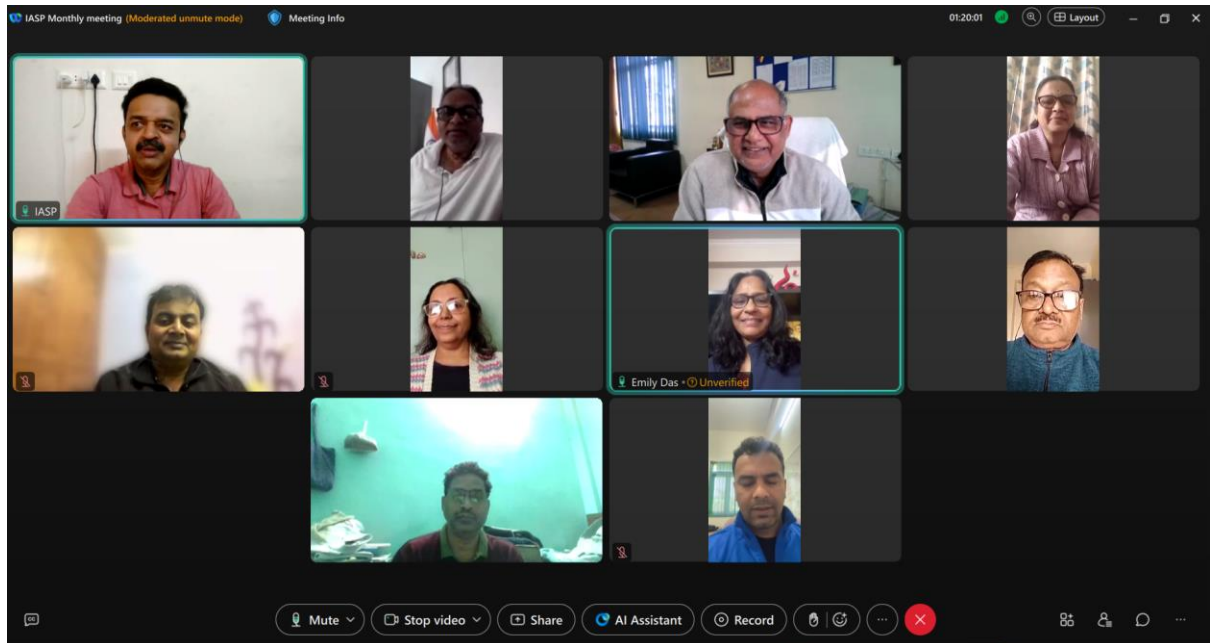 IASP Monthly meeting (Moderated unmute mode) Meeting Info 01:20:01 Layout
IASP
Emily Das • Unverified
CC Mute Stop video Share AI Assistant Record